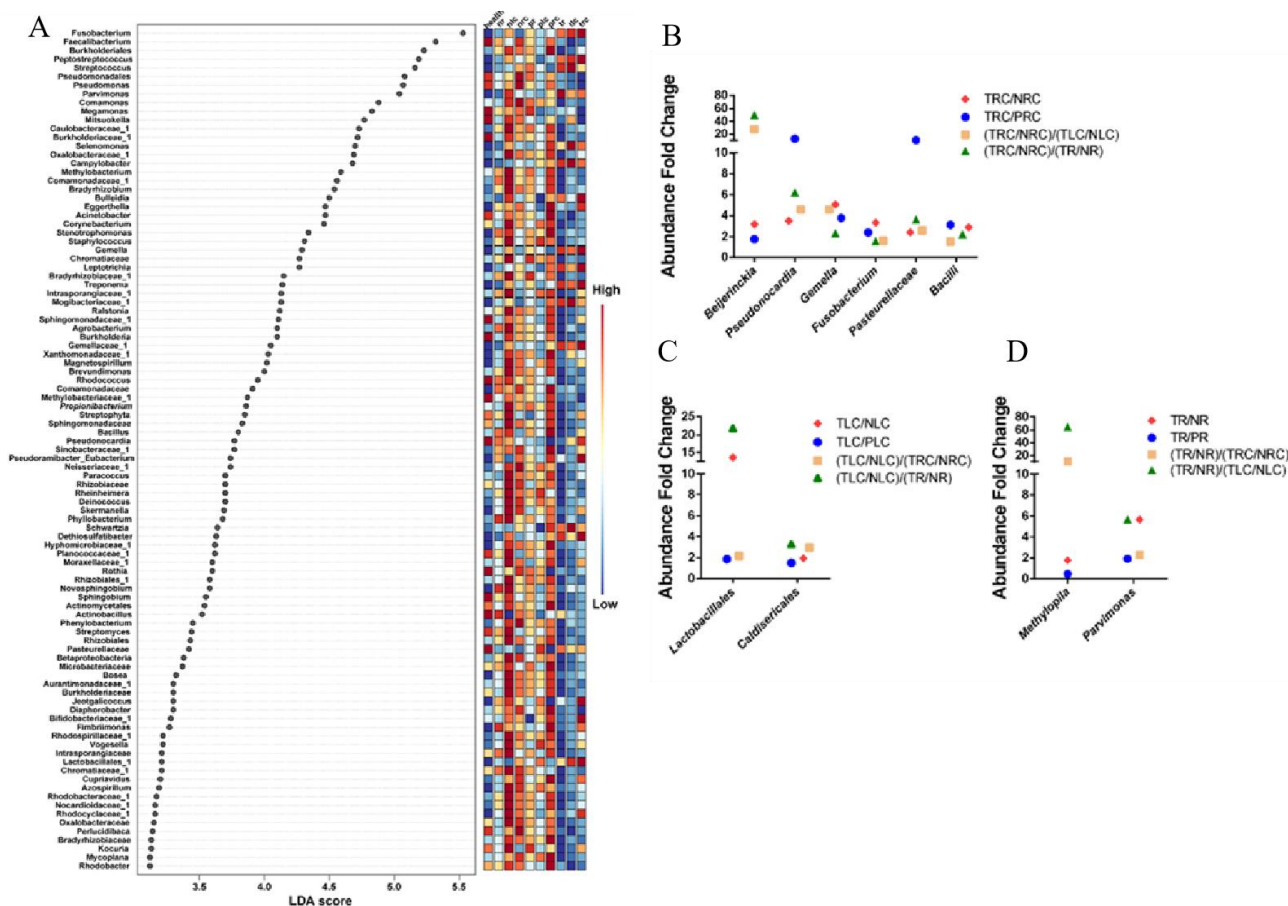 A
health nr nlc nrc pr plc prc tr tlc trc
Fusobacterium
Faecalibacterium
Burkholderiales
Peptostreptococcus
Streptococcus
Pseudomonadales
Pseudomonas
Parvimonas
Comamonas
Megamonas
Mitsuokella
Caulobacteraceae_1
Burkholderiaceae_1
Selenomonas
Oxalobacteraceae_1
Campylobacter
Methylobacterium
Comamonadaceae_1
Bradyrhizobium
Bulleidia
Eggerthella
Acinetobacter
Corynebacterium
Stenotrophomonas
Staphylococcus
Gemella
Chromatiaceae
Leptotrichia
Bradyrhizobiaceae_1
Treponema
Intrasporangiaceae_1
Mogibacteriaceae_1
Ralstonia
Sphingomonadaceae_1
Agrobacterium
Burkholderia
Gemellaceae_1
Xanthomonadaceae_1
Magnetospirillum
Brevundimonas
Rhodococcus
Comamonadaceae
Methylobacteriaceae_1
Propionibacterium
Streptophyta
Sphingomonadaceae
Bacillus
Pseudonocardia
Sinobacteraceae_1
Pseudoramibacter_Eubacterium
Neisseriaceae_1
Paracoccus
Rhizobiaceae
Rheinheimera
Deinococcus
Skermanella
Phyllobacterium
Schwartzia
Dethiosulfatibacter
Hyphomicrobiaceae_1
Planococcaceae_1
Moraxellaceae_1
Rothia
Rhizobiales_1
Novosphingobium
Sphingobium
Actinomycetales
Actinobacillus
Phenylobacterium
Streptomyces
Rhizobiales
Pasteurellaceae
Betaproteobacteria
Microbacteriaceae
Bosea
Aurantimonadaceae_1
Burkholderiaceae
Jeotgalicoccus
Diaphorobacter
Bifidobacteriaceae_1
Fimbriimonas
Rhodospirillaceae_1
Vogesella
Intrasporangiaceae
Lactobacillales_1
Chromatiaceae_1
Cupriavidus
Azospirillum
Rhodobacteraceae_1
Nocardioidaceae_1
Rhodocyclaceae_1
Oxalobacteraceae
Perlucidibaca
Bradyrhizobiaceae
Kocuria
Mycoplana
Rhodobacter
3.5 4.0 4.5 5.0 5.5
LDA score
High
Low
B
Abundance Fold Change
80
60
40
20
10
8
6
4
2
0
Beijerinckia
Pseudonocardia
Gemella
Fusobacterium
Pasteurellaceae
Bacilli
TRC/NRC
TRC/PRC
(TRC/NRC)/(TLC/NLC)
(TRC/NRC)/(TR/NR)
C
Abundance Fold Change
25
20
15
10
8
6
4
2
0
Lactobacillales
Caldisericales
TLC/NLC
TLC/PLC
(TLC/NLC)/(TRC/NRC)
(TLC/NLC)/(TR/NR)
D
Abundance Fold Change
80
60
40
20
10
8
6
4
2
0
Methylopila
Parvimonas
TR/NR
TR/PR
(TR/NR)/(TRC/NRC)
(TR/NR)/(TLC/NLC)